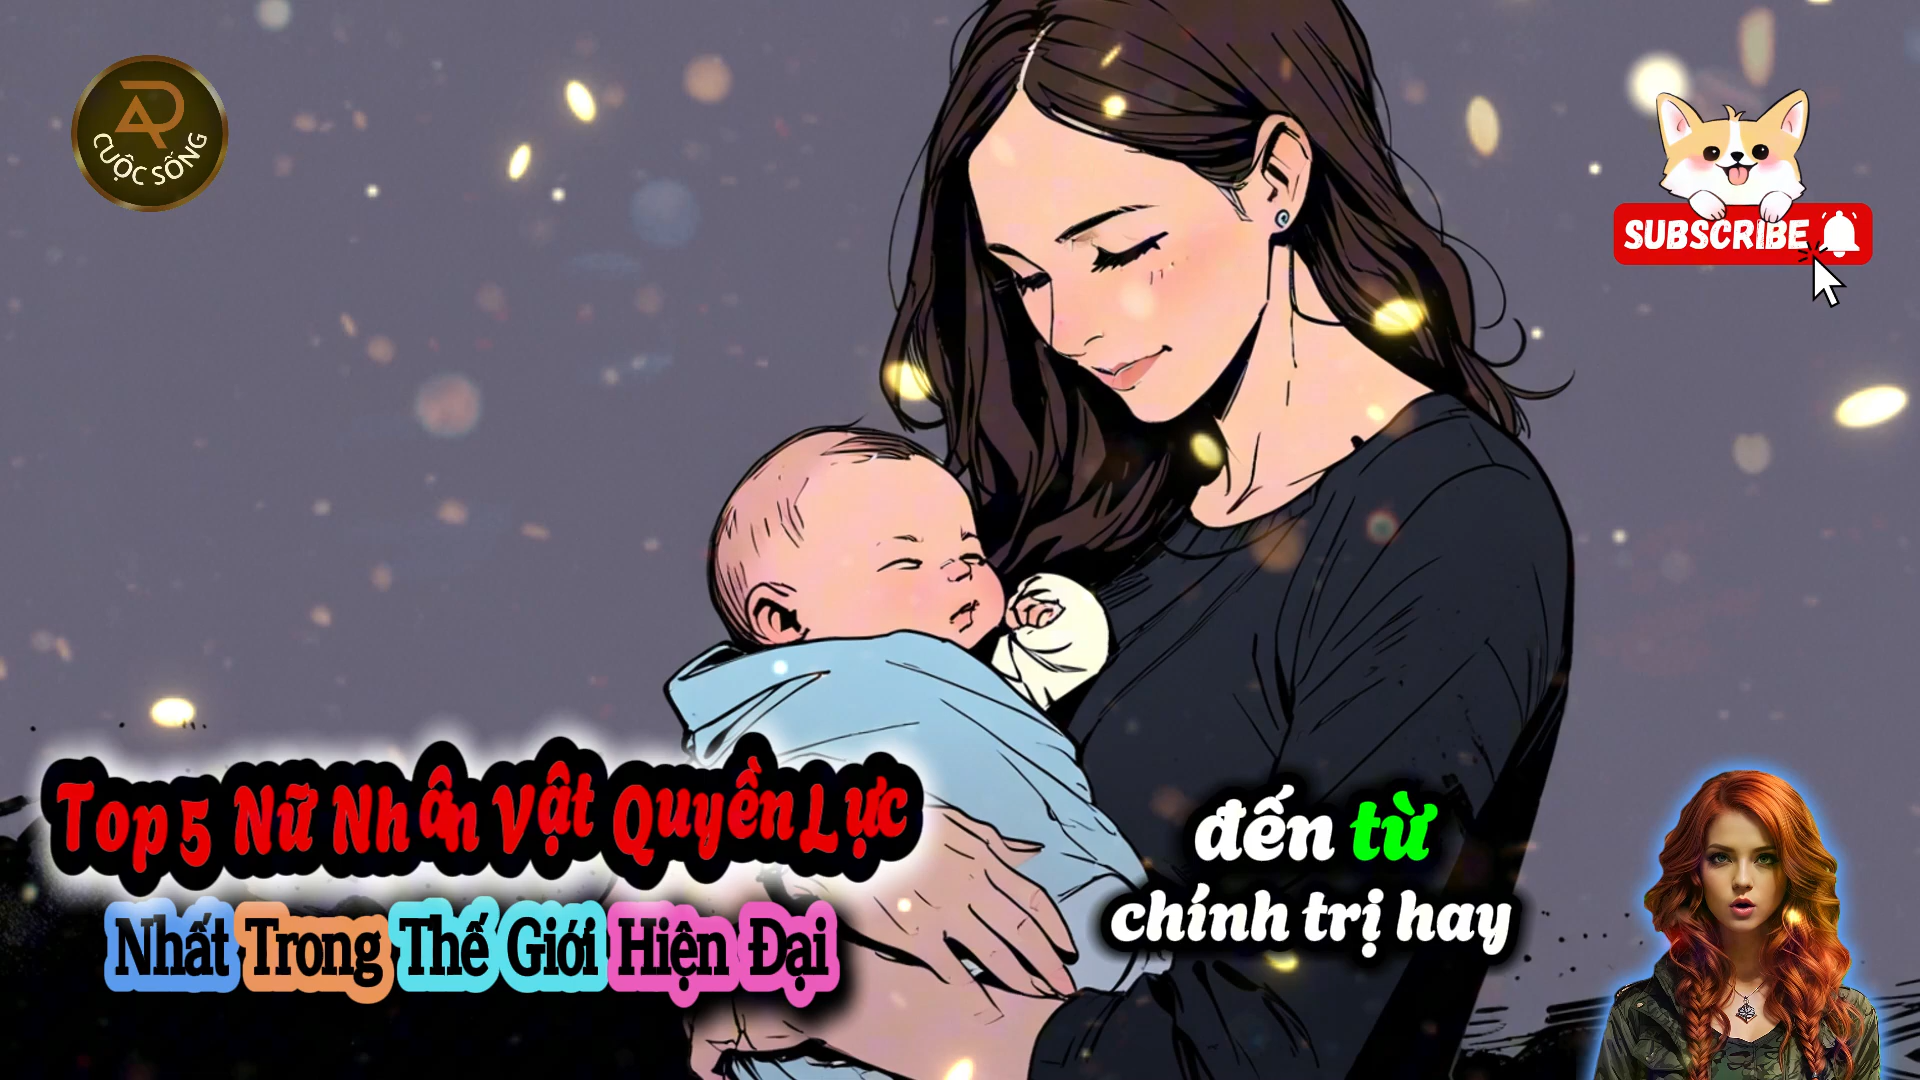 CUỘC SỐNG
SUBSCRIBE
Top 5 Nữ Nhân Vật Quyền Lực
Nhất Trong Thế Giới Hiện Đại
đến từ
chính trị hay